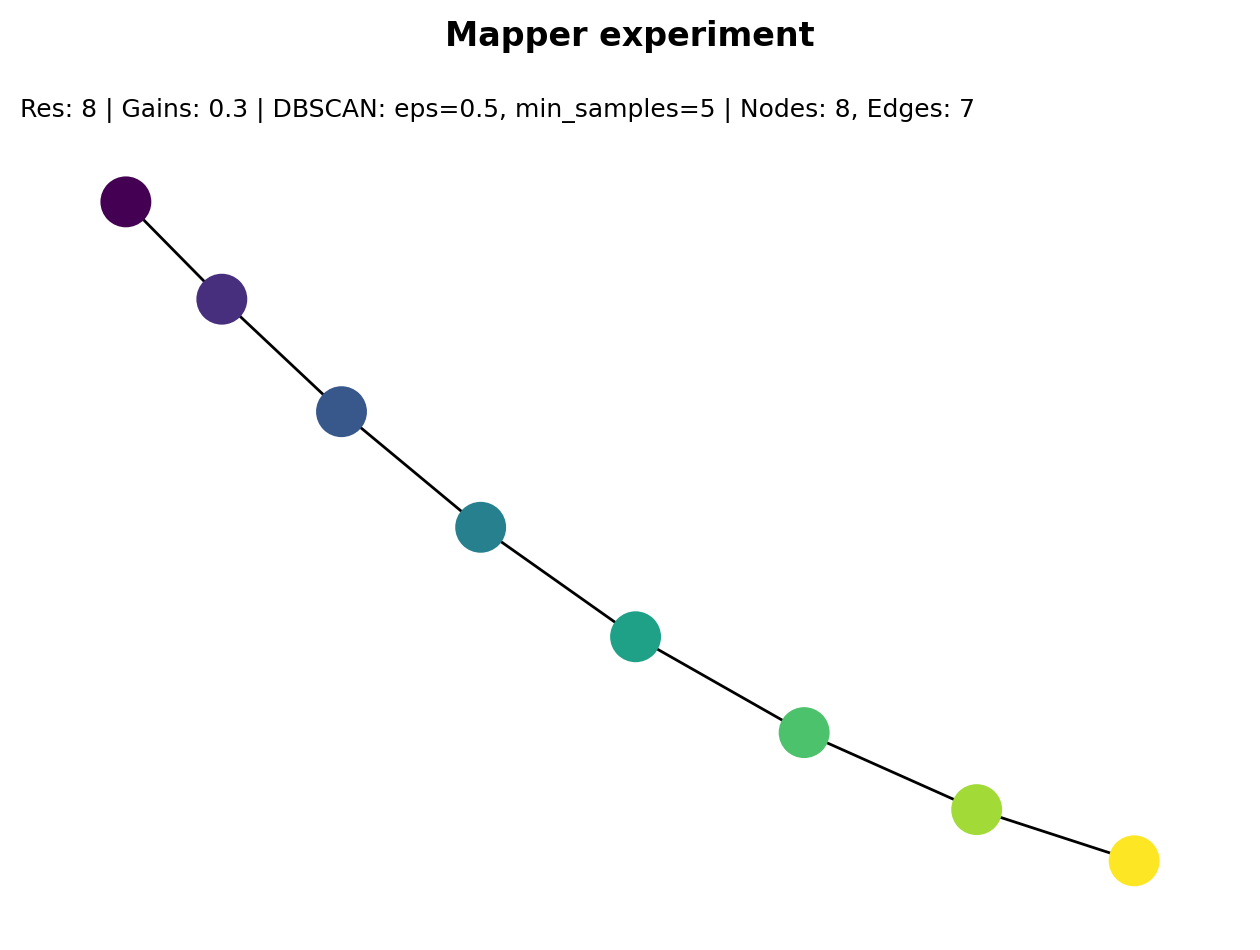 Mapper experiment
Res: 8 | Gains: 0.3 | DBSCAN: eps=0.5, min_samples=5 | Nodes: 8, Edges: 7